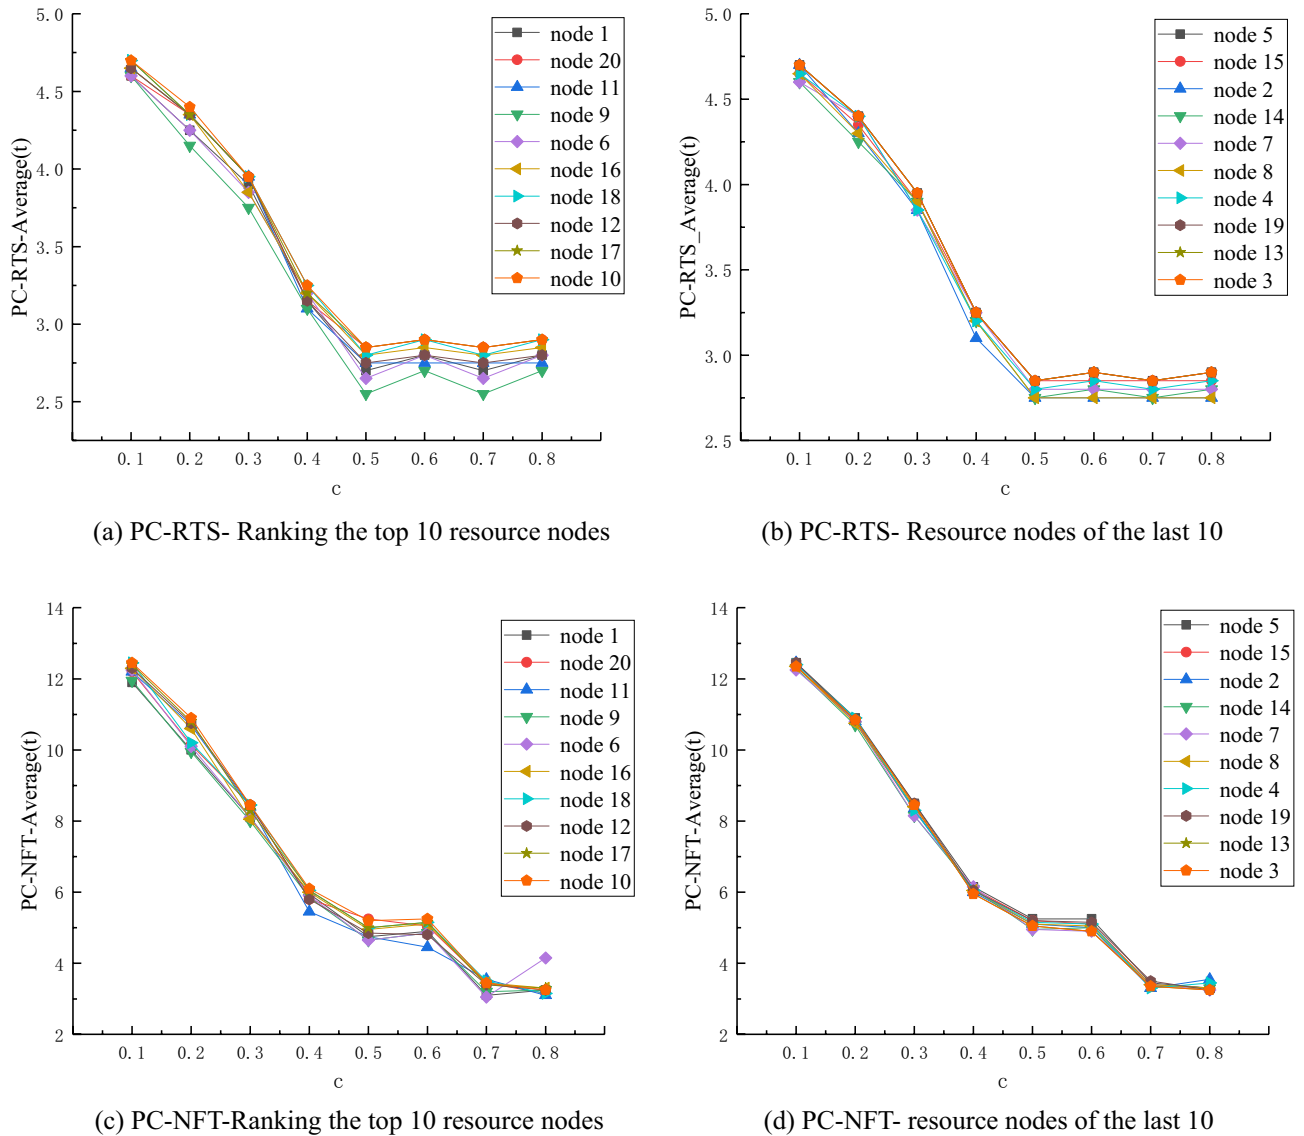 5.0
4.5
4.0
3.5
3.0
2.5
PC-RTS-Average(t)
0.1 0.2 0.3 0.4 0.5 0.6 0.7 0.8
c
node 1
node 20
node 11
node 9
node 6
node 16
node 18
node 12
node 17
node 10
(a) PC-RTS- Ranking the top 10 resource nodes
5.0
4.5
4.0
3.5
3.0
2.5
PC-RTS_Average(t)
0.1 0.2 0.3 0.4 0.5 0.6 0.7 0.8
c
node 5
node 15
node 2
node 14
node 7
node 8
node 4
node 19
node 13
node 3
(b) PC-RTS- Resource nodes of the last 10
14
12
10
8
6
4
2
PC-NFT-Average(t)
0.1 0.2 0.3 0.4 0.5 0.6 0.7 0.8
c
node 1
node 20
node 11
node 9
node 6
node 16
node 18
node 12
node 17
node 10
(c) PC-NFT-Ranking the top 10 resource nodes
14
12
10
8
6
4
2
PC-NFT-Average(t)
0.1 0.2 0.3 0.4 0.5 0.6 0.7 0.8
c
node 5
node 15
node 2
node 14
node 7
node 8
node 4
node 19
node 13
node 3
(d) PC-NFT- resource nodes of the last 10